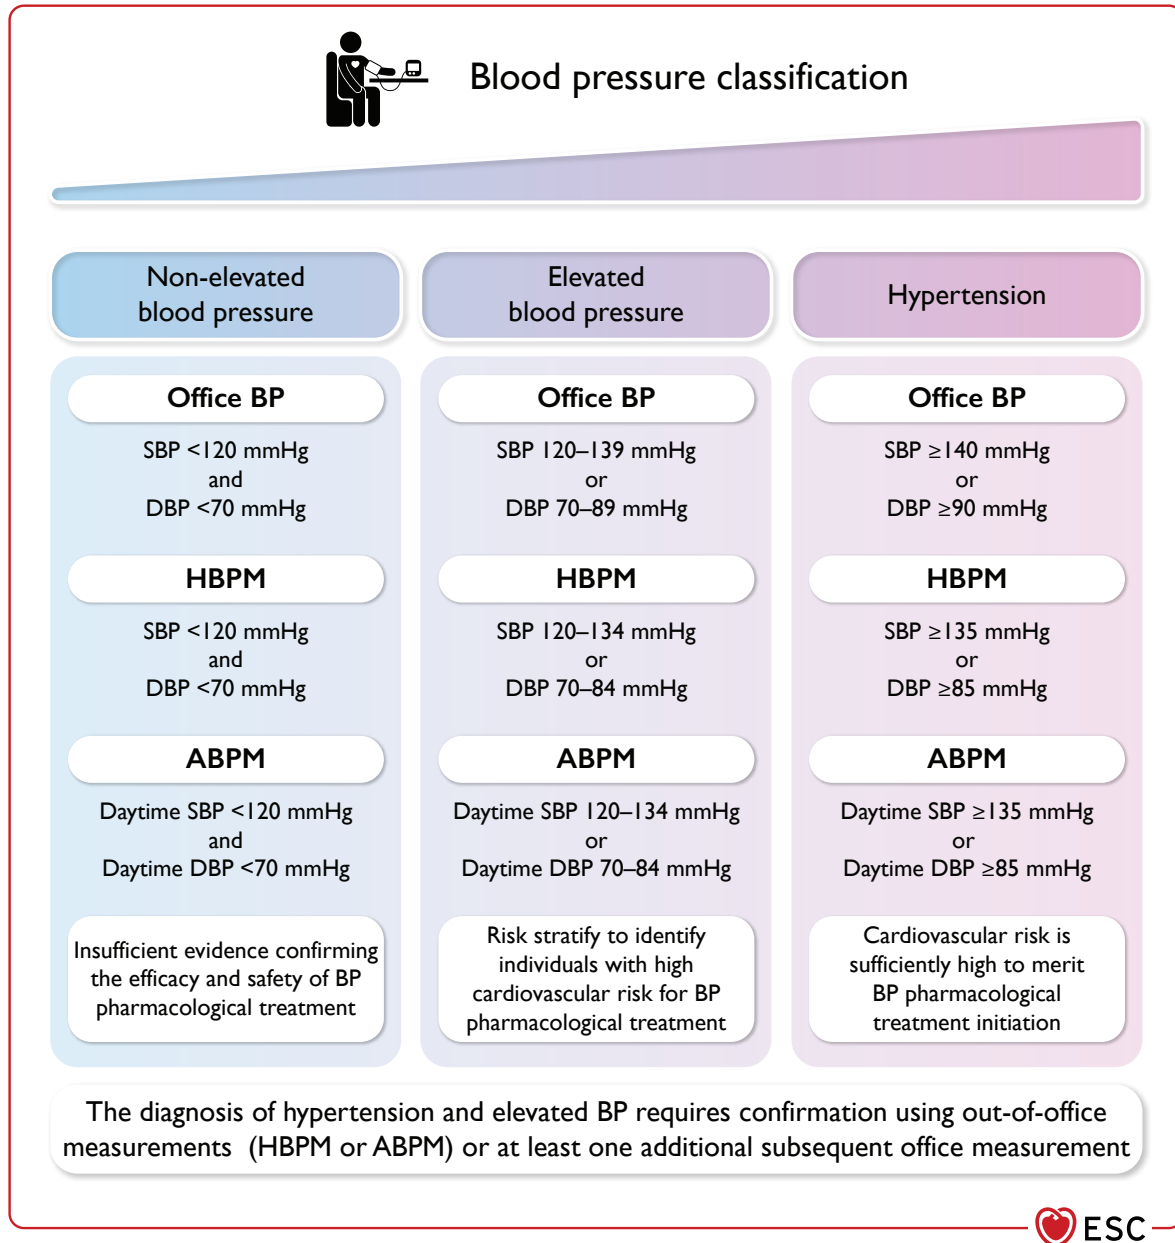 Blood pressure classification
Non-elevated
blood pressure
Office BP
SBP <120 mmHg
and
DBP <70 mmHg
HBPM
SBP <120 mmHg
and
DBP <70 mmHg
ABPM
Daytime SBP <120 mmHg
and
Daytime DBP <70 mmHg
Insufficient evidence confirming
the efficacy and safety of BP
pharmacological treatment
Elevated
blood pressure
Office BP
SBP 120–139 mmHg
or
DBP 70–89 mmHg
HBPM
SBP 120–134 mmHg
or
DBP 70–84 mmHg
ABPM
Daytime SBP 120–134 mmHg
or
Daytime DBP 70–84 mmHg
Risk stratify to identify
individuals with high
cardiovascular risk for BP
pharmacological treatment
Hypertension
Office BP
SBP ≥140 mmHg
or
DBP ≥90 mmHg
HBPM
SBP ≥135 mmHg
or
DBP ≥85 mmHg
ABPM
Daytime SBP ≥135 mmHg
or
Daytime DBP ≥85 mmHg
Cardiovascular risk is
sufficiently high to merit
BP pharmacological
treatment initiation
The diagnosis of hypertension and elevated BP requires confirmation using out-of-office
measurements (HBPM or ABPM) or at least one additional subsequent office measurement
ESC